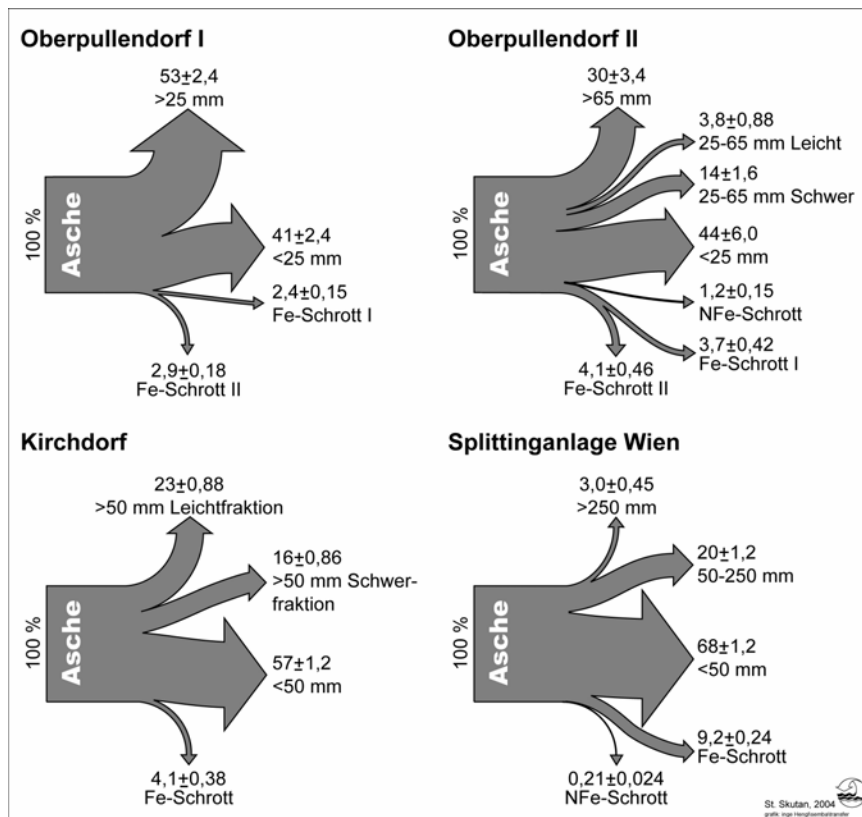 Oberpullendorf I
53±2,4
>25 mm
100 %
Asche
41±2,4
<25 mm
2,4±0,15
Fe-Schrott I
2,9±0,18
Fe-Schrott II
Oberpullendorf II
30±3,4
>65 mm
3,8±0,88
25-65 mm Leicht
14±1,6
25-65 mm Schwer
100 %
Asche
44±6,0
<25 mm
1,2±0,15
NFe-Schrott
3,7±0,42
Fe-Schrott I
4,1±0,46
Fe-Schrott II
Kirchdorf
23±0,88
>50 mm Leichtfraktion
16±0,86
>50 mm Schwer-
fraktion
100 %
Asche
57±1,2
<50 mm
4,1±0,38
Fe-Schrott
Splittinganlage Wien
3,0±0,45
>250 mm
20±1,2
50-250 mm
100 %
Asche
68±1,2
<50 mm
9,2±0,24
Fe-Schrott
0,21±0,024
NFe-Schrott
St. Skutan, 2004
grafik: inge